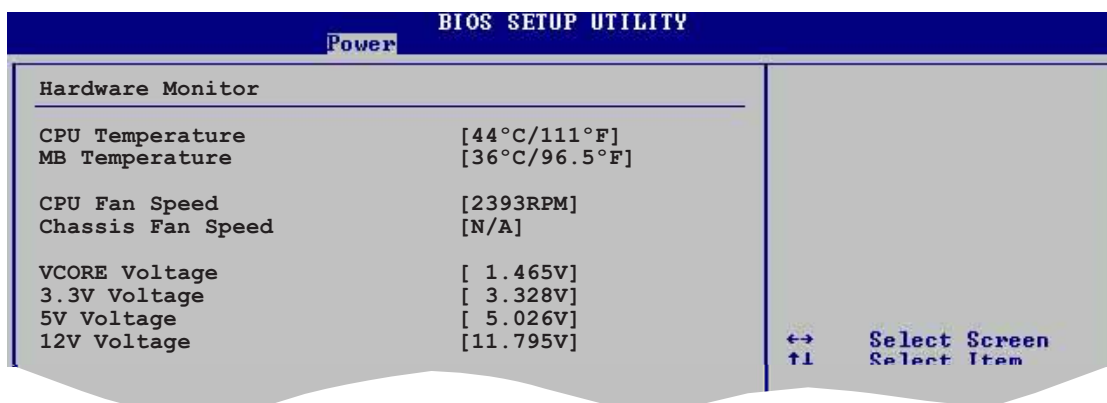 BIOS SETUP UTILITY
Power
Hardware Monitor
CPU Temperature [44°C/111°F]
MB Temperature [36°C/96.5°F]
CPU Fan Speed [2393RPM]
Chassis Fan Speed [N/A]
VCORE Voltage [ 1.465V]
3.3V Voltage [ 3.328V]
5V Voltage [ 5.026V]
12V Voltage [11.795V]
↔ Select Screen
↑↓ Select Item